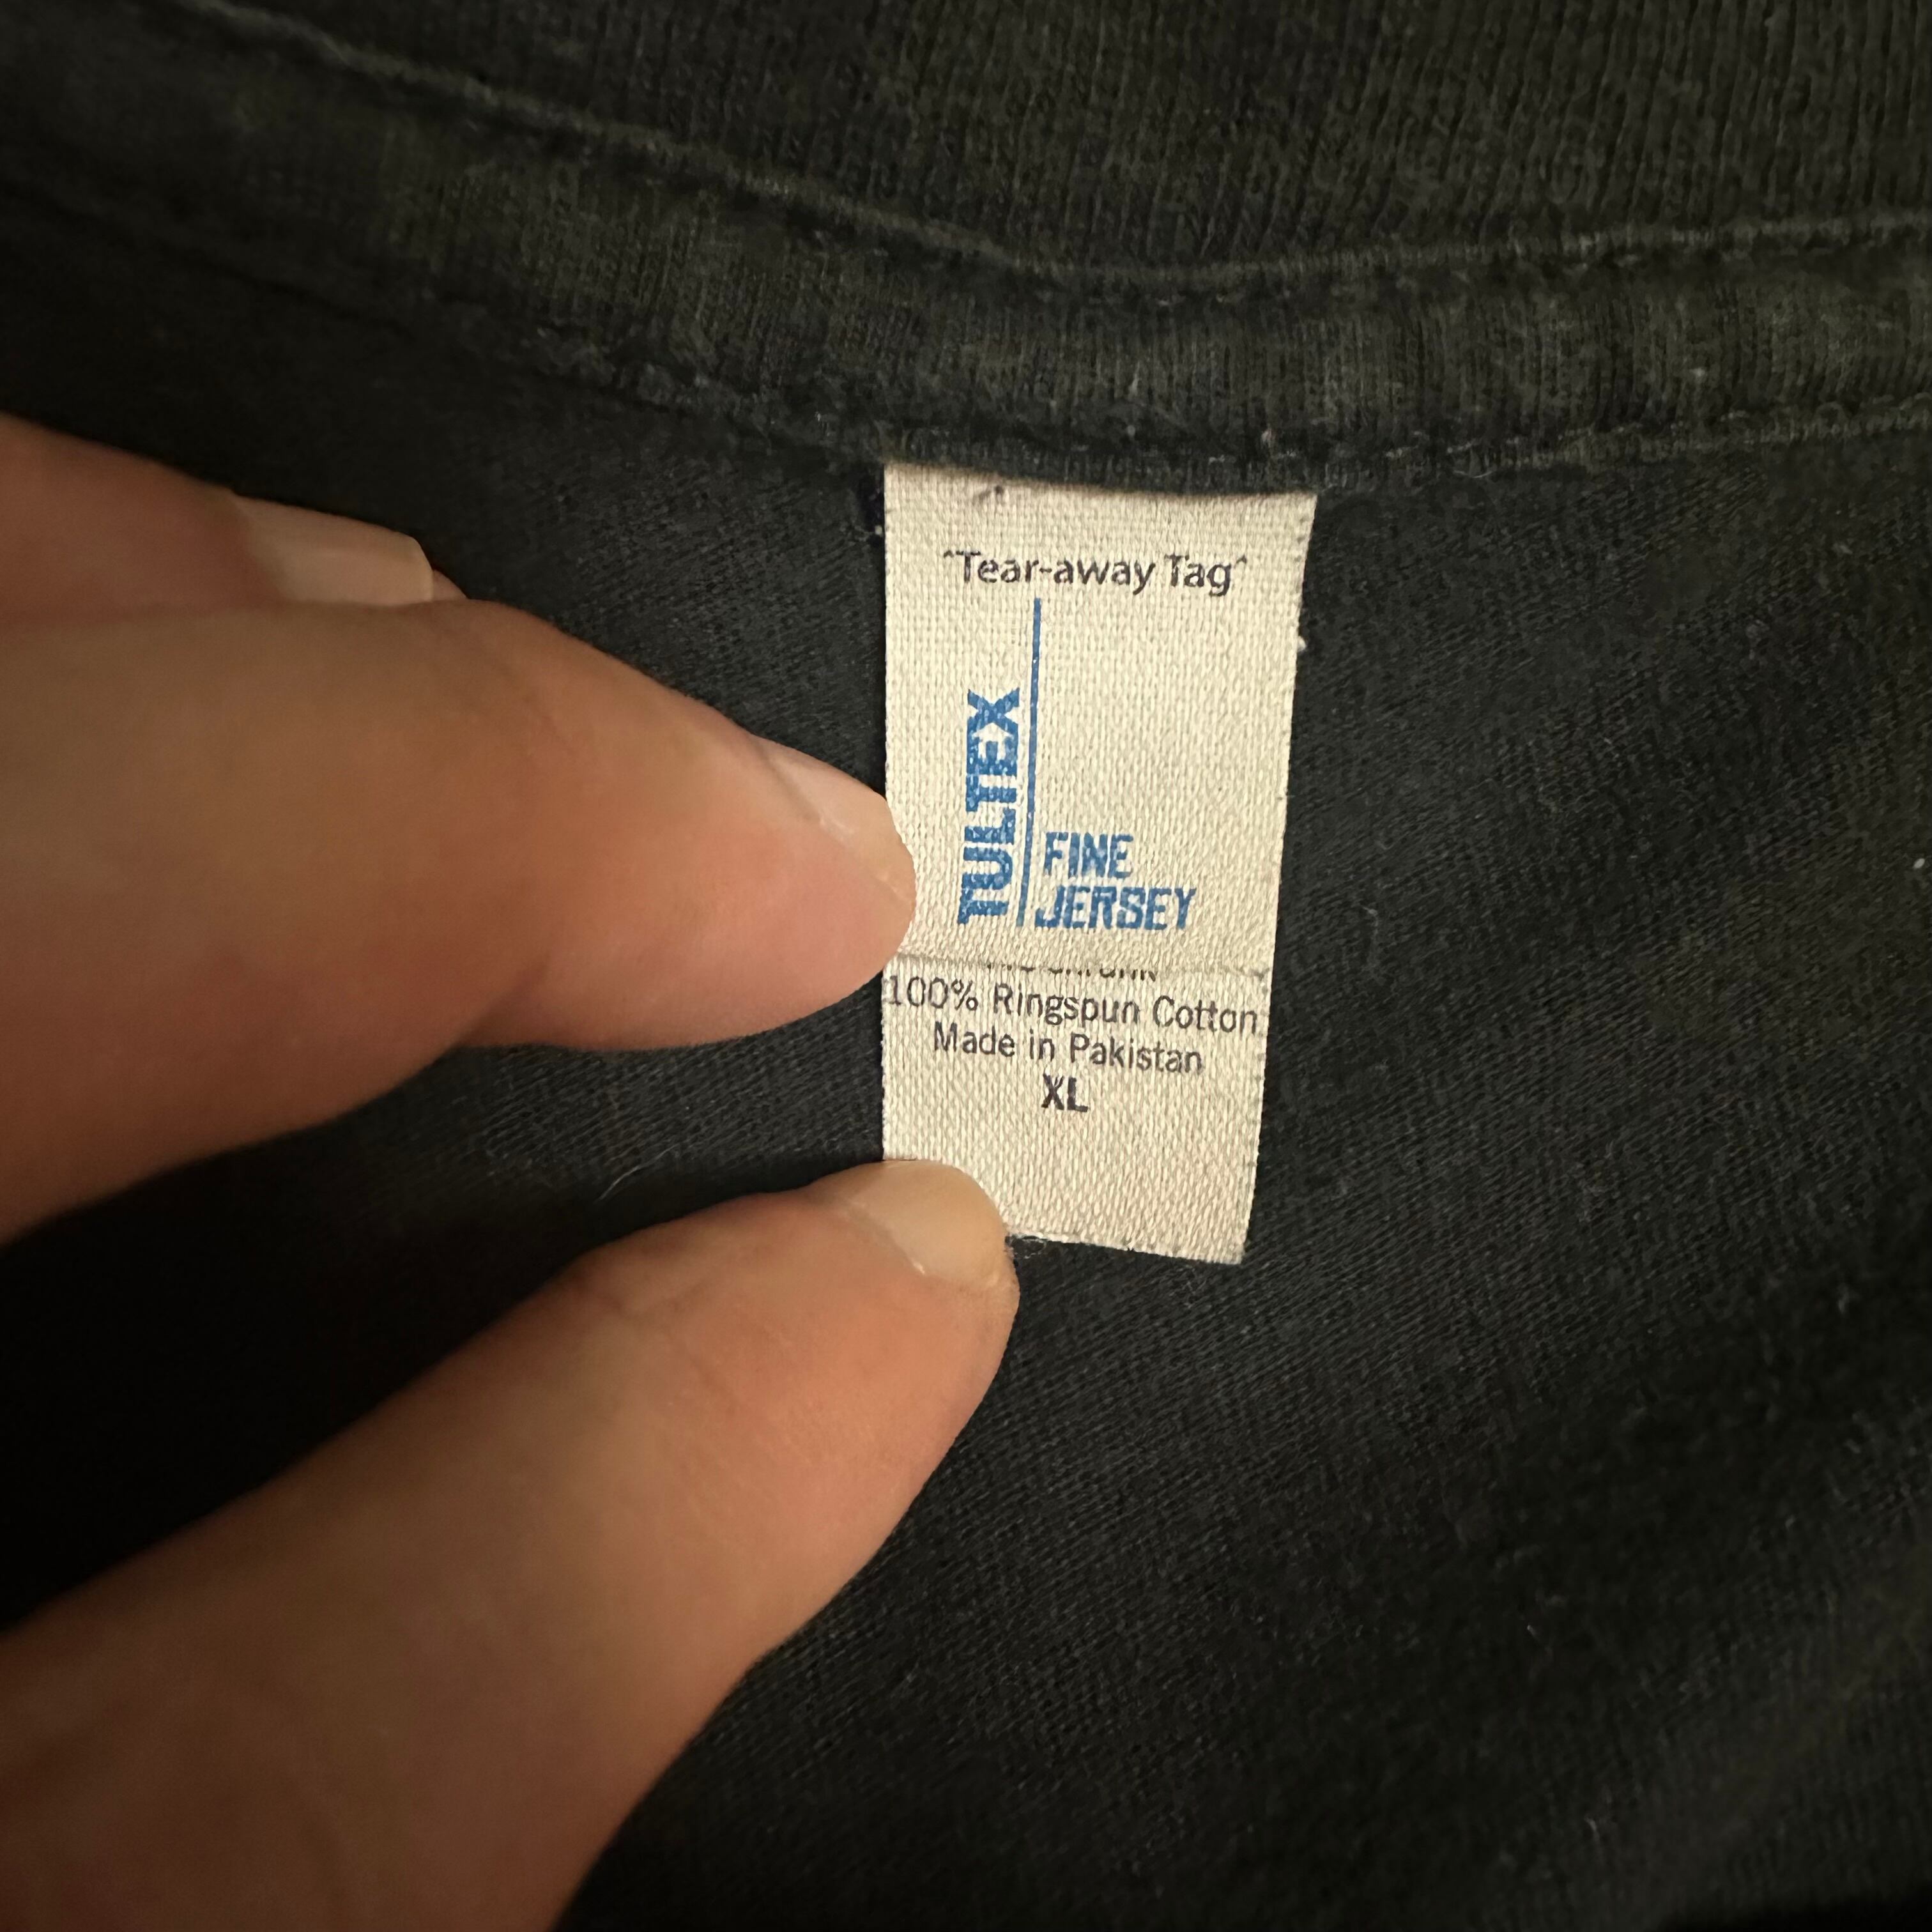 ^Tear-away Tag^
TULTEX
FINE
JERSEY
100% Ringspun Cotton
Made in Pakistan
XL